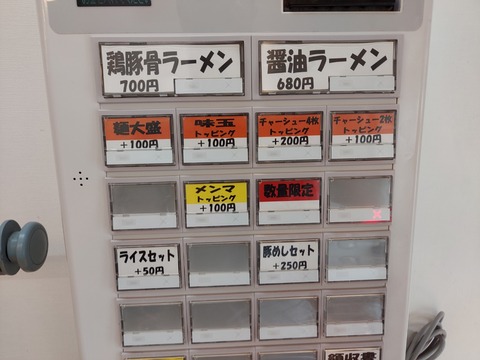 鶏豚骨ラーメン
700円
醤油ラーメン
680円
麺大盛
+100円
味玉
トッピング
+100円
チャーシュー4枚
トッピング
+200円
チャーシュー2枚
トッピング
+100円
メンマ
トッピング
+100円
数量限定
ライスセット
+50円
豚めしセット
+250円
領収書